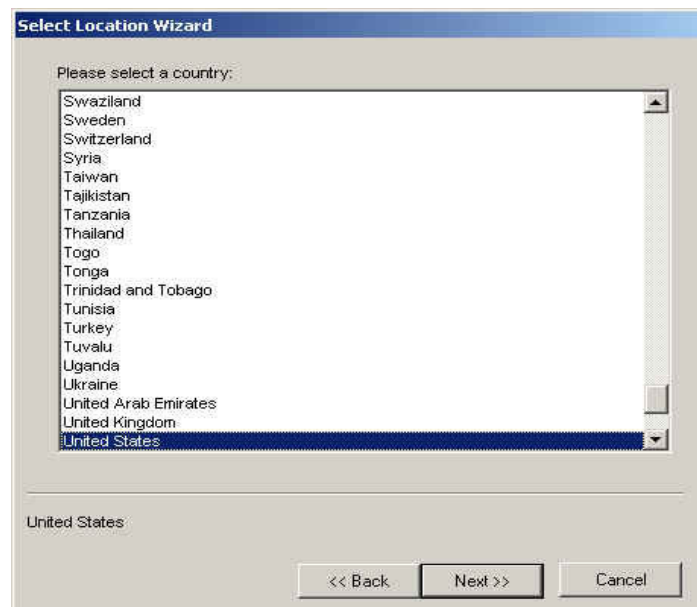 Select Location Wizard
Please select a country:
Swaziland
Sweden
Switzerland
Syria
Taiwan
Tajikistan
Tanzania
Thailand
Togo
Tonga
Trinidad and Tobago
Tunisia
Turkey
Tuvalu
Uganda
Ukraine
United Arab Emirates
United Kingdom
United States
United States
<< Back
Next >>
Cancel